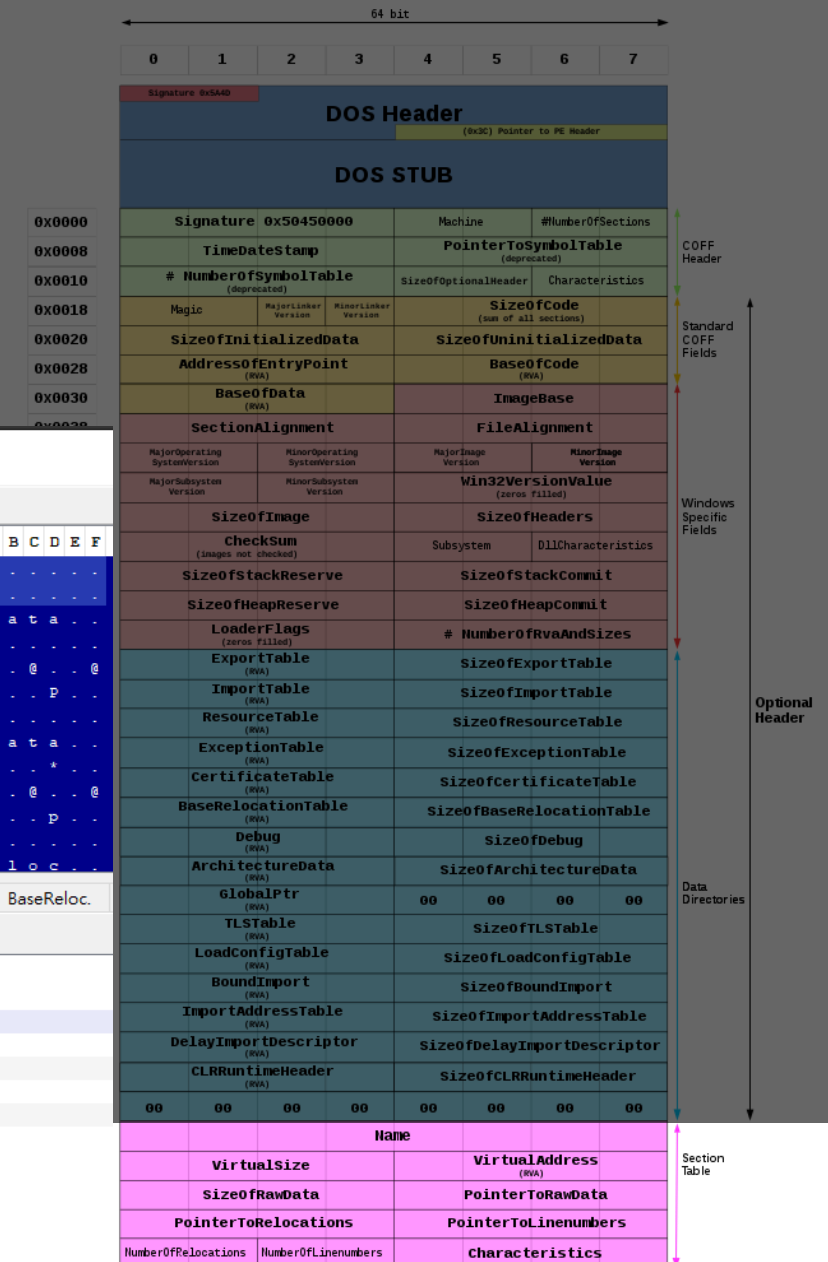 64 bit
0 1 2 3 4 5 6 7
Signature 0x5A4D
DOS Header
(0x3C) Pointer to PE Header
DOS STUB
0x0000 Signature 0x50450000 Machine #NumberOfSections
0x0008 TimeDateStamp PointerToSymbolTable
(deprecated)
COFF
Header
0x0010 # NumberOfSymbolTable SizeOfOptionalHeader Characteristics
(deprecated)
0x0018 Magic MajorLinker Version MinorLinker Version SizeOfCode
(sum of all sections)
Standard
COFF
Fields
0x0020 SizeOfInitializedData SizeOfUninitializedData
0x0028 AddressOfEntryPoint BaseOfCode
(RVA) (RVA)
0x0030 BaseOfData ImageBase
(RVA)
0x0038 SectionAlignment FileAlignment
MajorOperating SystemVersion MinorOperating SystemVersion MajorImage Version MinorImage Version
MajorSubsystem Version MinorSubsystem Version Win32VersionValue
(zeros filled)
Windows
Specific
Fields
SizeOfImage SizeOfHeaders
CheckSum Subsystem DllCharacteristics
(images not checked)
SizeOfStackReserve SizeOfStackCommit
SizeOfHeapReserve SizeOfHeapCommit
LoaderFlags # NumberOfRvaAndSizes
(zeros filled)
ExportTable SizeOfExportTable
(RVA)
ImportTable SizeOfImportTable
(RVA)
Optional
Header
ResourceTable SizeOfResourceTable
(RVA)
ExceptionTable SizeOfExceptionTable
(RVA)
CertificateTable SizeOfCertificateTable
(RVA)
BaseRelocationTable SizeOfBaseRelocationTable
(RVA)
Debug SizeOfDebug
(RVA)
ArchitectureData SizeOfArchitectureData
(RVA)
Data
Directories
GlobalPtr 00 00 00 00
(RVA)
TLSTable SizeOfTLSTable
(RVA)
LoadConfigTable SizeOfLoadConfigTable
(RVA)
BoundImport SizeOfBoundImport
(RVA)
ImportAddressTable SizeOfImportAddressTable
(RVA)
DelayImportDescriptor SizeOfDelayImportDescriptor
(RVA)
CLRRuntimeHeader SizeOfCLRRuntimeHeader
(RVA)
00 00 00 00 00 00 00 00
Name
VirtualSize VirtualAddress
(RVA)
Section
Table
SizeOfRawData PointerToRawData
PointerToRelocations PointerToLinenumbers
NumberOfRelocations NumberOfLinenumbers Characteristics
B C D E F
. . . . .
. . . . .
a t a . .
. . . . .
. @ . . @
. . p . .
. . . . .
a t a . .
. . * . .
. @ . . @
. . p . .
. . . . .
l o c . .
BaseReloc.